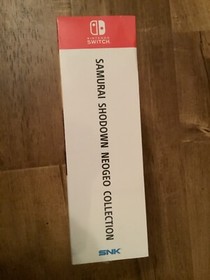 NINTENDO
SWITCH
SAMURAI SHODOWN NEOGEO COLLECTION
SNK